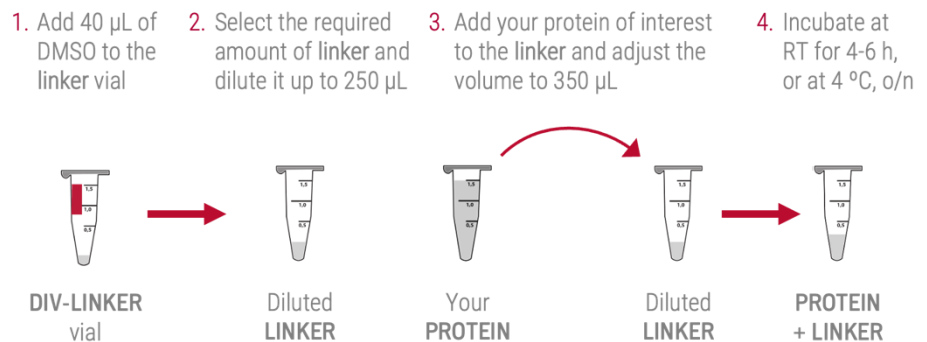 1. Add 40 µL of
DMSO to the
linker vial
2. Select the required
amount of linker and
dilute it up to 250 µL
3. Add your protein of interest
to the linker and adjust the
volume to 350 µL
4. Incubate at
RT for 4-6 h,
or at 4 ºC, o/n
1,5
1,0
0,5
1,5
1,0
0,5
1,5
1,0
0,5
1,5
1,0
0,5
1,5
1,0
0,5
DIV-LINKER
vial
Diluted
LINKER
Your
PROTEIN
Diluted
LINKER
PROTEIN
+ LINKER